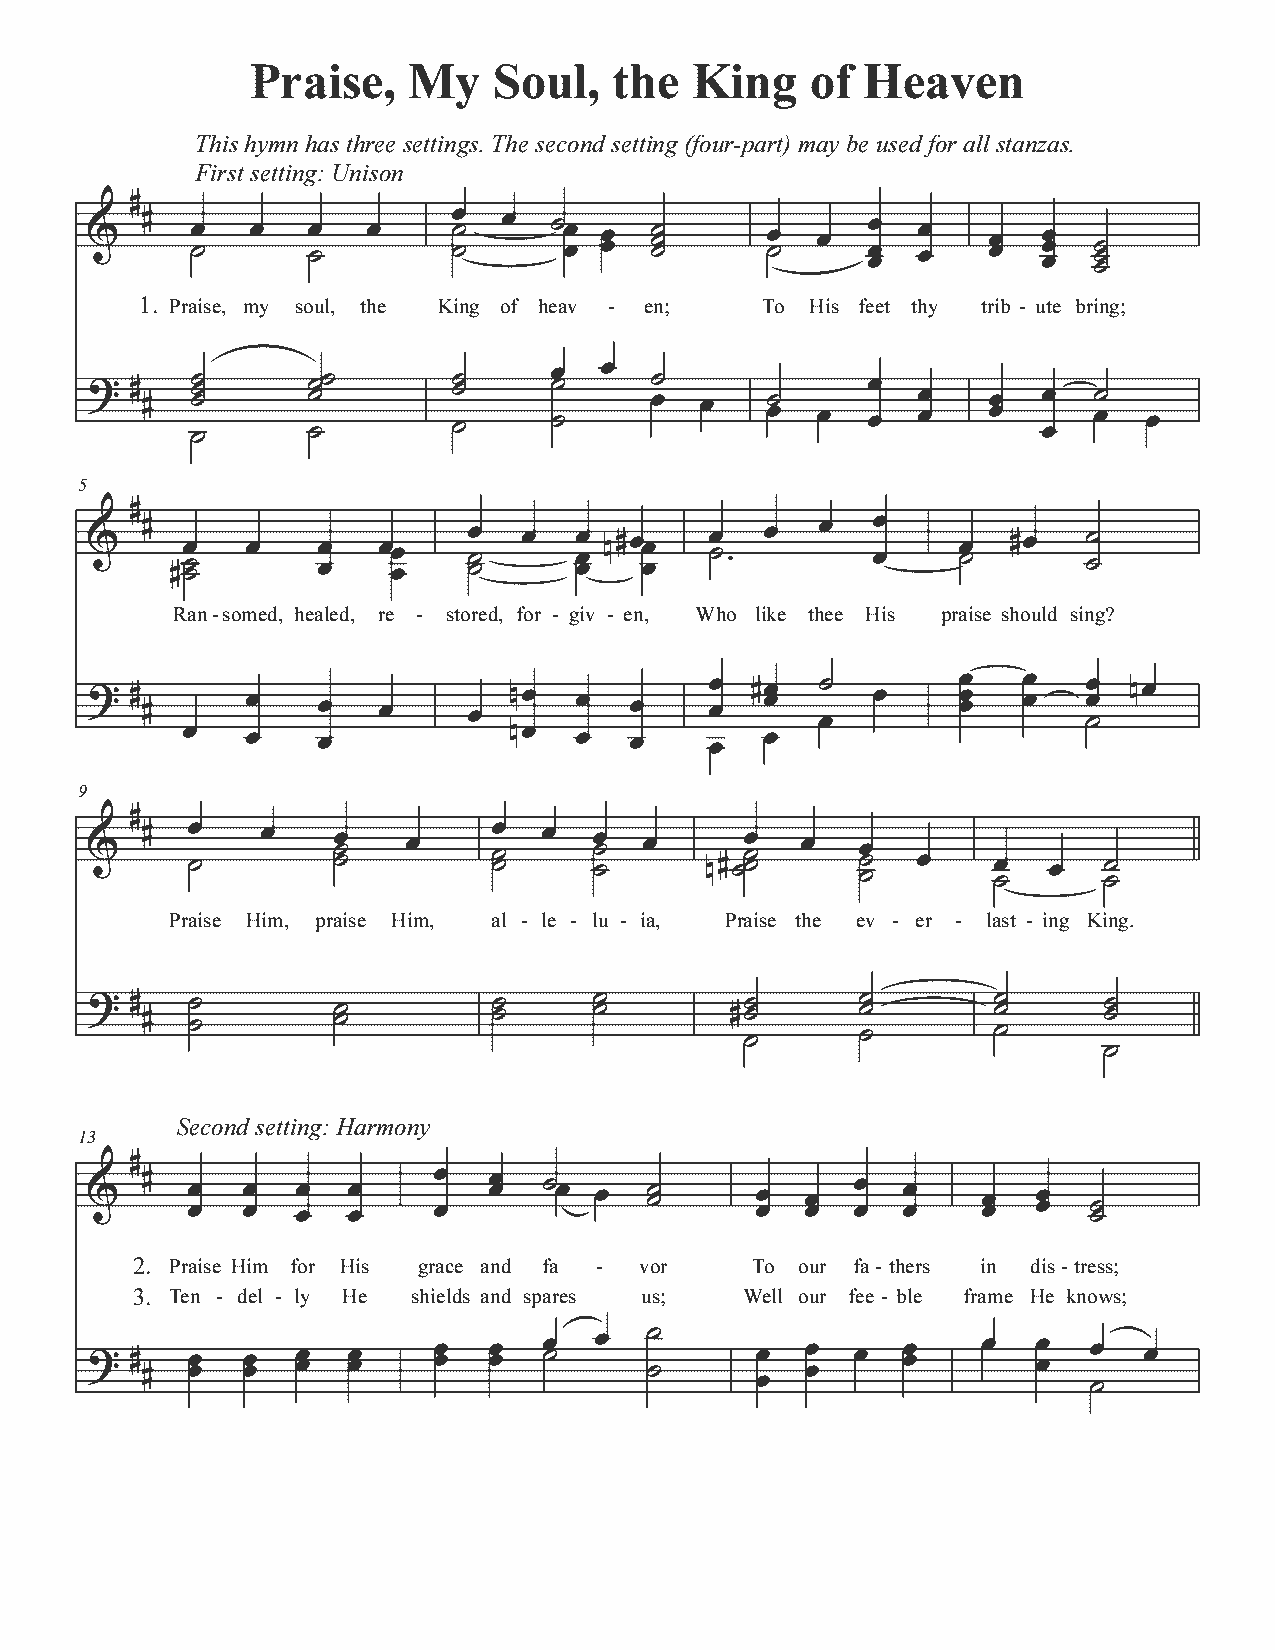 Praise, My Soul, the King of Heaven
This hymn has three settings. The second setting (four-part) may be used for all stanzas.
First setting: Unison
1. Praise, my soul, the King of heav - en; To His feet thy trib - ute bring;
5
Ran - somed, healed, re - stored, for - giv - en, Who like thee His praise should sing?
9
Praise Him, praise Him, al - le - lu - ia, Praise the ev - er - last - ing King.
Second setting: Harmony
13
2. Praise Him for His grace and fa - vor To our fa - thers in dis - tress;
3. Ten - del - ly He shields and spares us; Well our fee - ble frame He knows;